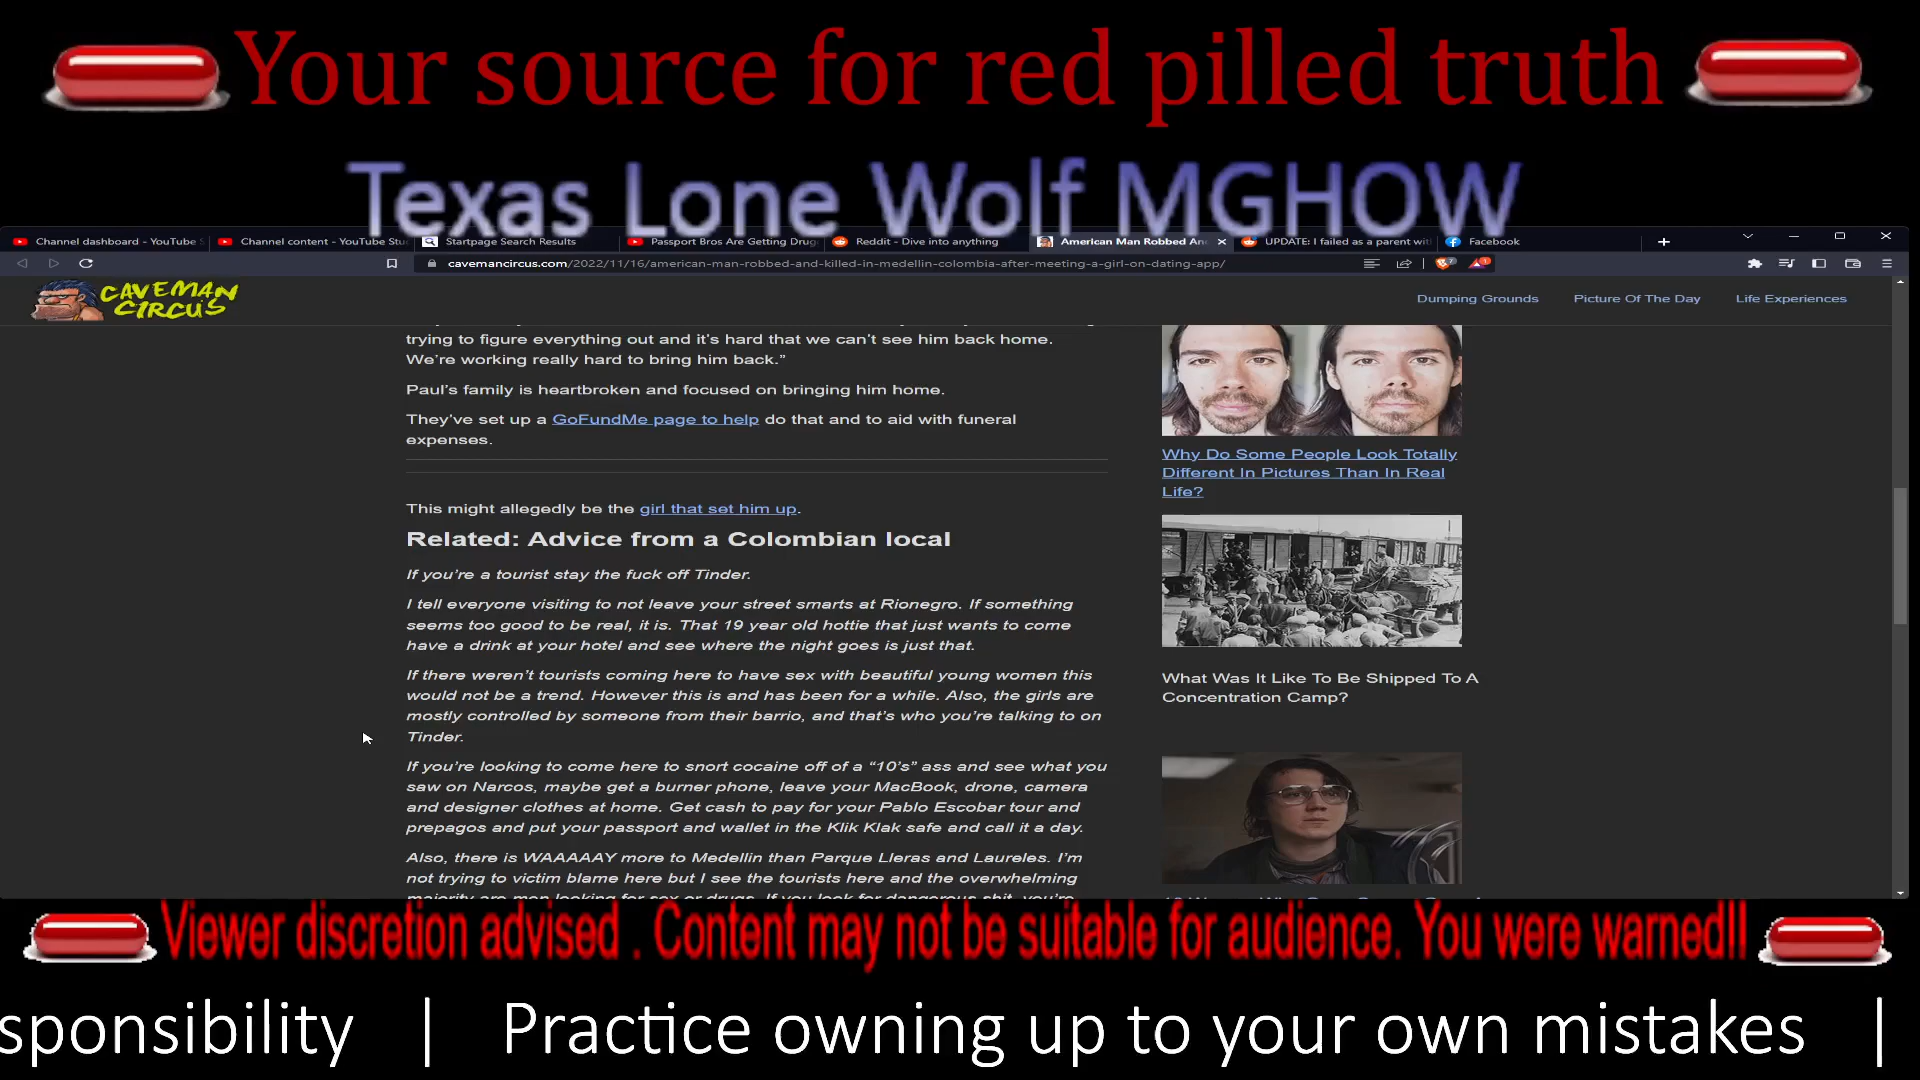 Your source for red pilled truth
Texas Lone Wolf MGHOW
Channel dashboard - YouTube S
Channel content - YouTube Stu
Startpage Search Results
Passport Bros Are Getting Drug
Reddit - Dive into anything
American Man Robbed An
UPDATE: I failed as a parent wit
Facebook
cavemancircus.com/2022/11/16/american-man-robbed-and-killed-in-medellin-colombia-after-meeting-a-girl-on-dating-app/
CAVEMAN
CIRCUS
Dumping Grounds
Picture Of The Day
Life Experiences
trying to figure everything out and it's hard that we can't see him back home.
We're working really hard to bring him back."
Paul's family is heartbroken and focused on bringing him home.
They've set up a GoFundMe page to help do that and to aid with funeral
expenses.
This might allegedly be the girl that set him up.
Related: Advice from a Colombian local
If you're a tourist stay the fuck off Tinder.
I tell everyone visiting to not leave your street smarts at Rionegro. If something
seems too good to be real, it is. That 19 year old hottie that just wants to come
have a drink at your hotel and see where the night goes is just that.
If there weren't tourists coming here to have sex with beautiful young women this
would not be a trend. However this is and has been for a while. Also, the girls are
mostly controlled by someone from their barrio, and that's who you're talking to on
Tinder.
If you're looking to come here to snort cocaine off of a "10's" ass and see what you
saw on Narcos, maybe get a burner phone, leave your MacBook, drone, camera
and designer clothes at home. Get cash to pay for your Pablo Escobar tour and
prepagos and put your passport and wallet in the Klik Klak safe and call it a day.
Also, there is WAAAAAY more to Medellin than Parque Lleras and Laureles. I'm
not trying to victim blame here but I see the tourists here and the overwhelming
majority are men looking for sex or drugs. If you look for dangerous shit, you're
Why Do Some People Look Totally
Different In Pictures Than In Real
Life?
What Was It Like To Be Shipped To A
Concentration Camp?
Viewer discretion advised . Content may not be suitable for audience. You were warned!!
sponsibility | Practice owning up to your own mistakes |